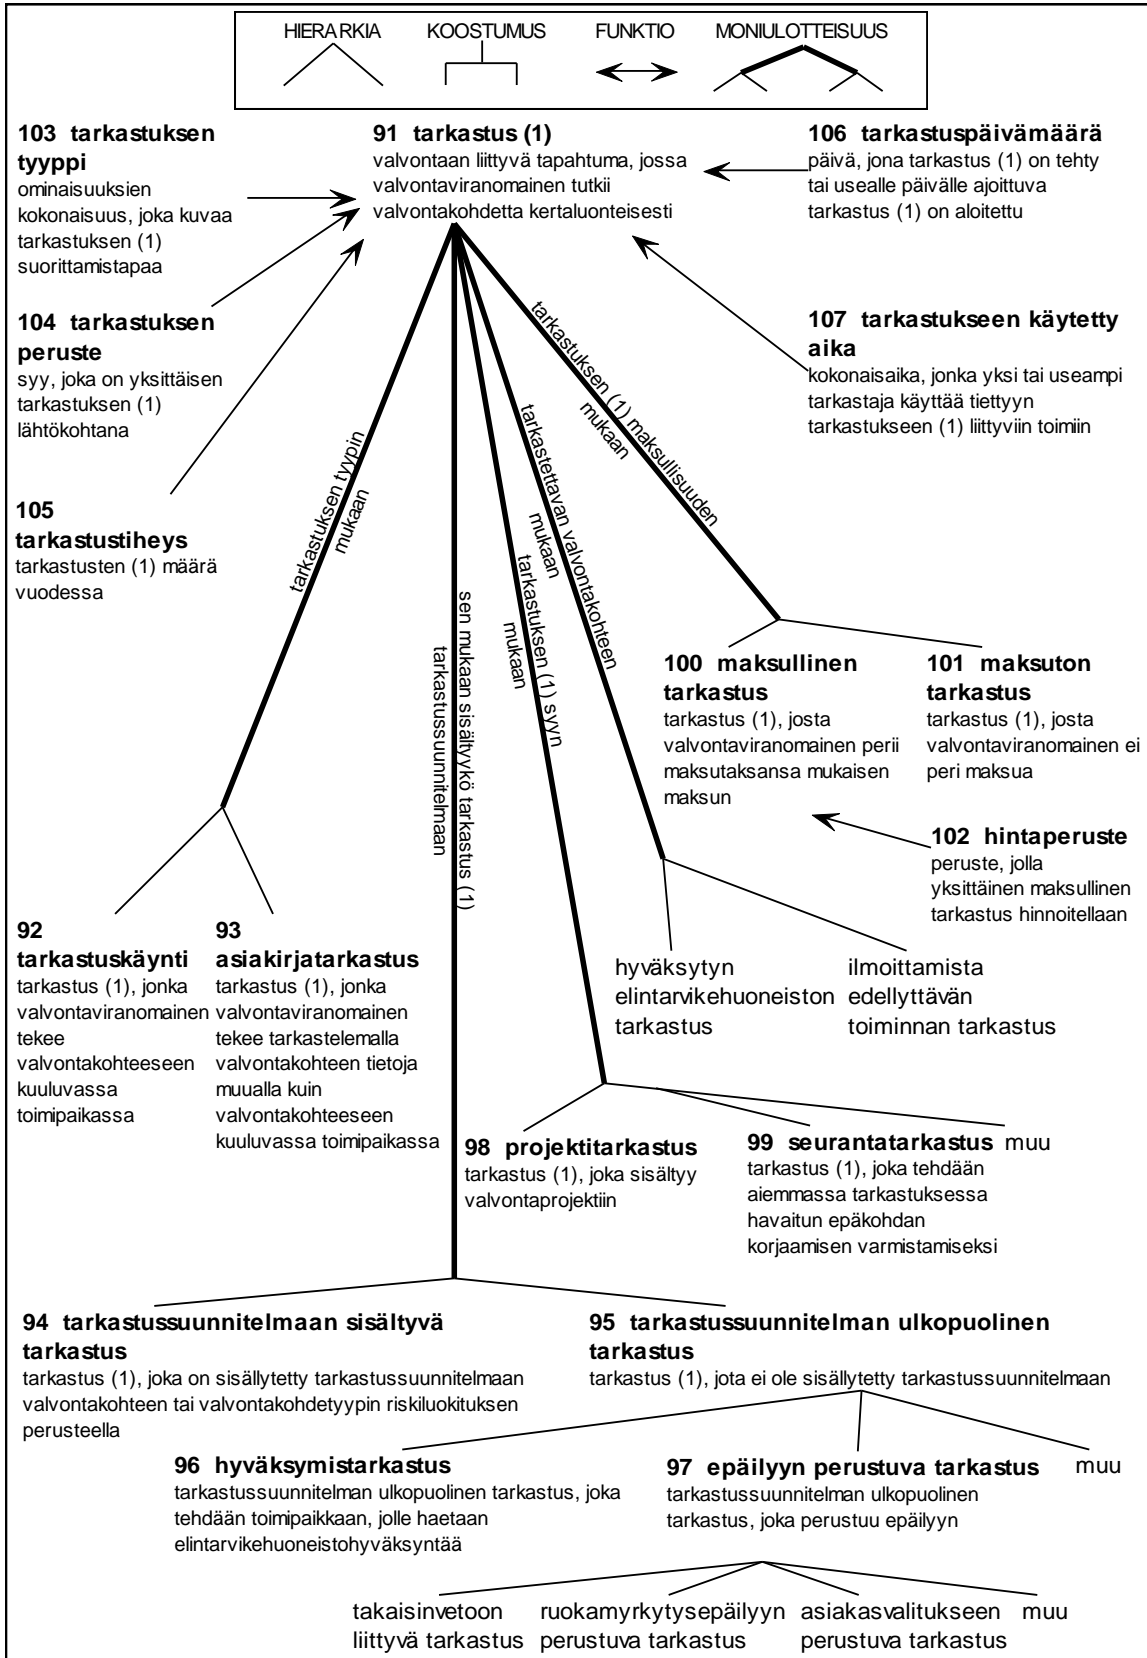 HIERARKIA KOOSTUMUS FUNKTIO MONIULOTTEISUUS
103 tarkastuksen
tyyppi
ominaisuuksien
kokonaisuus, joka kuvaa
tarkastuksen (1)
suorittamistapaa
91 tarkastus (1)
valvontaan liittyvä tapahtuma, jossa
valvontaviranomainen tutkii
valvontakohdetta kertaluonteisesti
106 tarkastuspäivämäärä
päivä, jona tarkastus (1) on tehty
tai usealle päivälle ajoittuva
tarkastus (1) on aloitettu
104 tarkastuksen
peruste
syy, joka on yksittäisen
tarkastuksen (1)
lähtökohtana
107 tarkastukseen käytetty
aika
kokonaisaika, jonka yksi tai useampi
tarkastaja käyttää tiettyyn
tarkastukseen (1) liittyviin toimiin
105
tarkastustiheys
tarkastusten (1) määrä
vuodessa
tarkastuksen tyypin
mukaan
sen mukaan sisältyykö tarkastus (1)
tarkastussuunnitelmaan
tarkastuksen (1) syyn
mukaan
tarkastettavan valvontakohteen
mukaan
tarkastuksen (1) maksullisuuden
mukaan
100 maksullinen
tarkastus
tarkastus (1), josta
valvontaviranomainen perii
maksutaksansa mukaisen
maksun
101 maksuton
tarkastus
tarkastus (1), josta
valvontaviranomainen ei
peri maksua
102 hintaperuste
peruste, jolla
yksittäinen maksullinen
tarkastus hinnoitellaan
92
tarkastuskäynti
tarkastus (1), jonka
valvontaviranomainen
tekee
valvontakohteeseen
kuuluvassa
toimipaikassa
93
asiakirjatarkastus
tarkastus (1), jonka
valvontaviranomainen
tekee tarkastelemalla
valvontakohteen tietoja
muualla kuin
valvontakohteeseen
kuuluvassa toimipaikassa
hyväksytyn
elintarvikehuoneiston
tarkastus
ilmoittamista
edellyttävän
toiminnan tarkastus
98 projektitarkastus
tarkastus (1), joka sisältyy
valvontaprojektiin
99 seurantatarkastus
tarkastus (1), joka tehdään
aiemmassa tarkastuksessa
havaitun epäkohdan
korjaamisen varmistamiseksi
muu
94 tarkastussuunnitelmaan sisältyvä
tarkastus
tarkastus (1), joka on sisällytetty tarkastussuunnitelmaan
valvontakohteen tai valvontakohdetyypin riskiluokituksen
perusteella
95 tarkastussuunnitelman ulkopuolinen
tarkastus
tarkastus (1), jota ei ole sisällytetty tarkastussuunnitelmaan
96 hyväksymistarkastus
tarkastussuunnitelman ulkopuolinen tarkastus, joka
tehdään toimipaikkaan, jolle haetaan
elintarvikehuoneistohyväksyntää
97 epäilyyn perustuva tarkastus
tarkastussuunnitelman ulkopuolinen
tarkastus, joka perustuu epäilyyn
muu
takaisinvetoon
liittyvä tarkastus
ruokamyrkytysepäilyyn
perustuva tarkastus
asiakasvalitukseen
perustuva tarkastus
muu